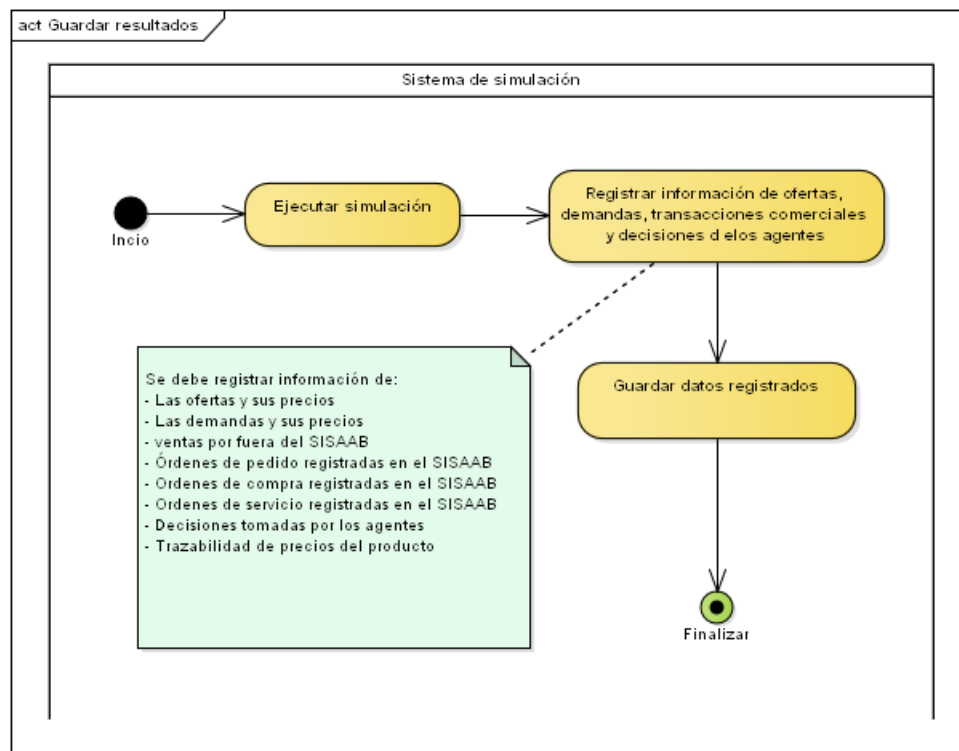 act Guardar resultados
Sistema de simulación
Incio
Ejecutar simulación
Registrar información de ofertas,
demandas, transacciones comerciales
y decisiones d elos agentes
Se debe registrar información de:
- Las ofertas y sus precios
- Las demandas y sus precios
- ventas por fuera del SISAAB
- Órdenes de pedido registradas en el SISAAB
- Ordenes de compra registradas en el SISAAB
- Ordenes de servicio registradas en el SISAAB
- Decisiones tomadas por los agentes
- Trazabilidad de precios del producto
Guardar datos registrados
Finalizar